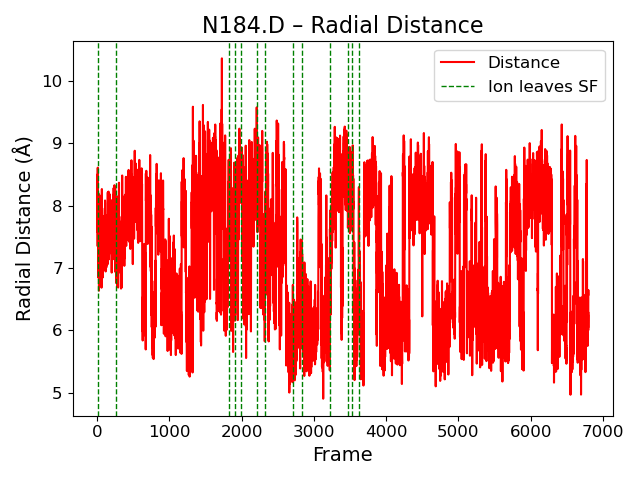 N184.D – Radial Distance
Distance
Ion leaves SF
Radial Distance (Å)
10
9
8
7
6
5
0 1000 2000 3000 4000 5000 6000 7000
Frame